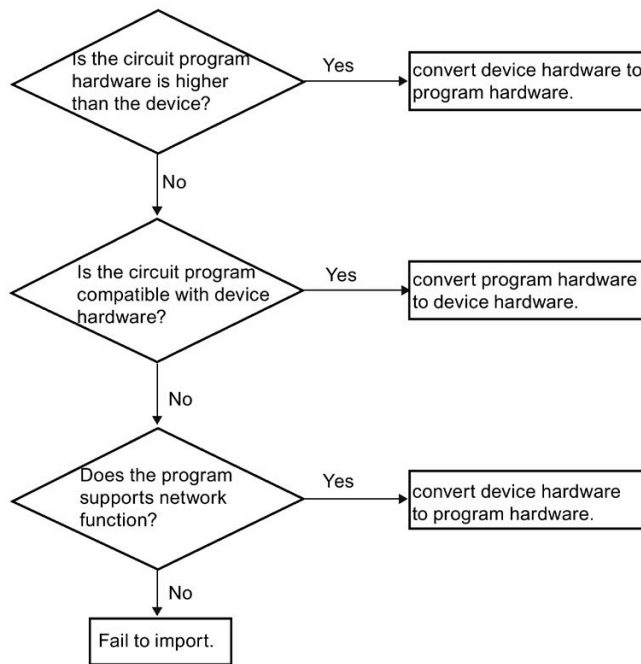 Is the circuit program
hardware is higher
than the device?
Yes
convert device hardware to
program hardware.
No
Is the circuit program
compatible with device
hardware?
Yes
convert program hardware
to device hardware.
No
Does the program
supports network
function?
Yes
convert device hardware
to program hardware.
No
Fail to import.